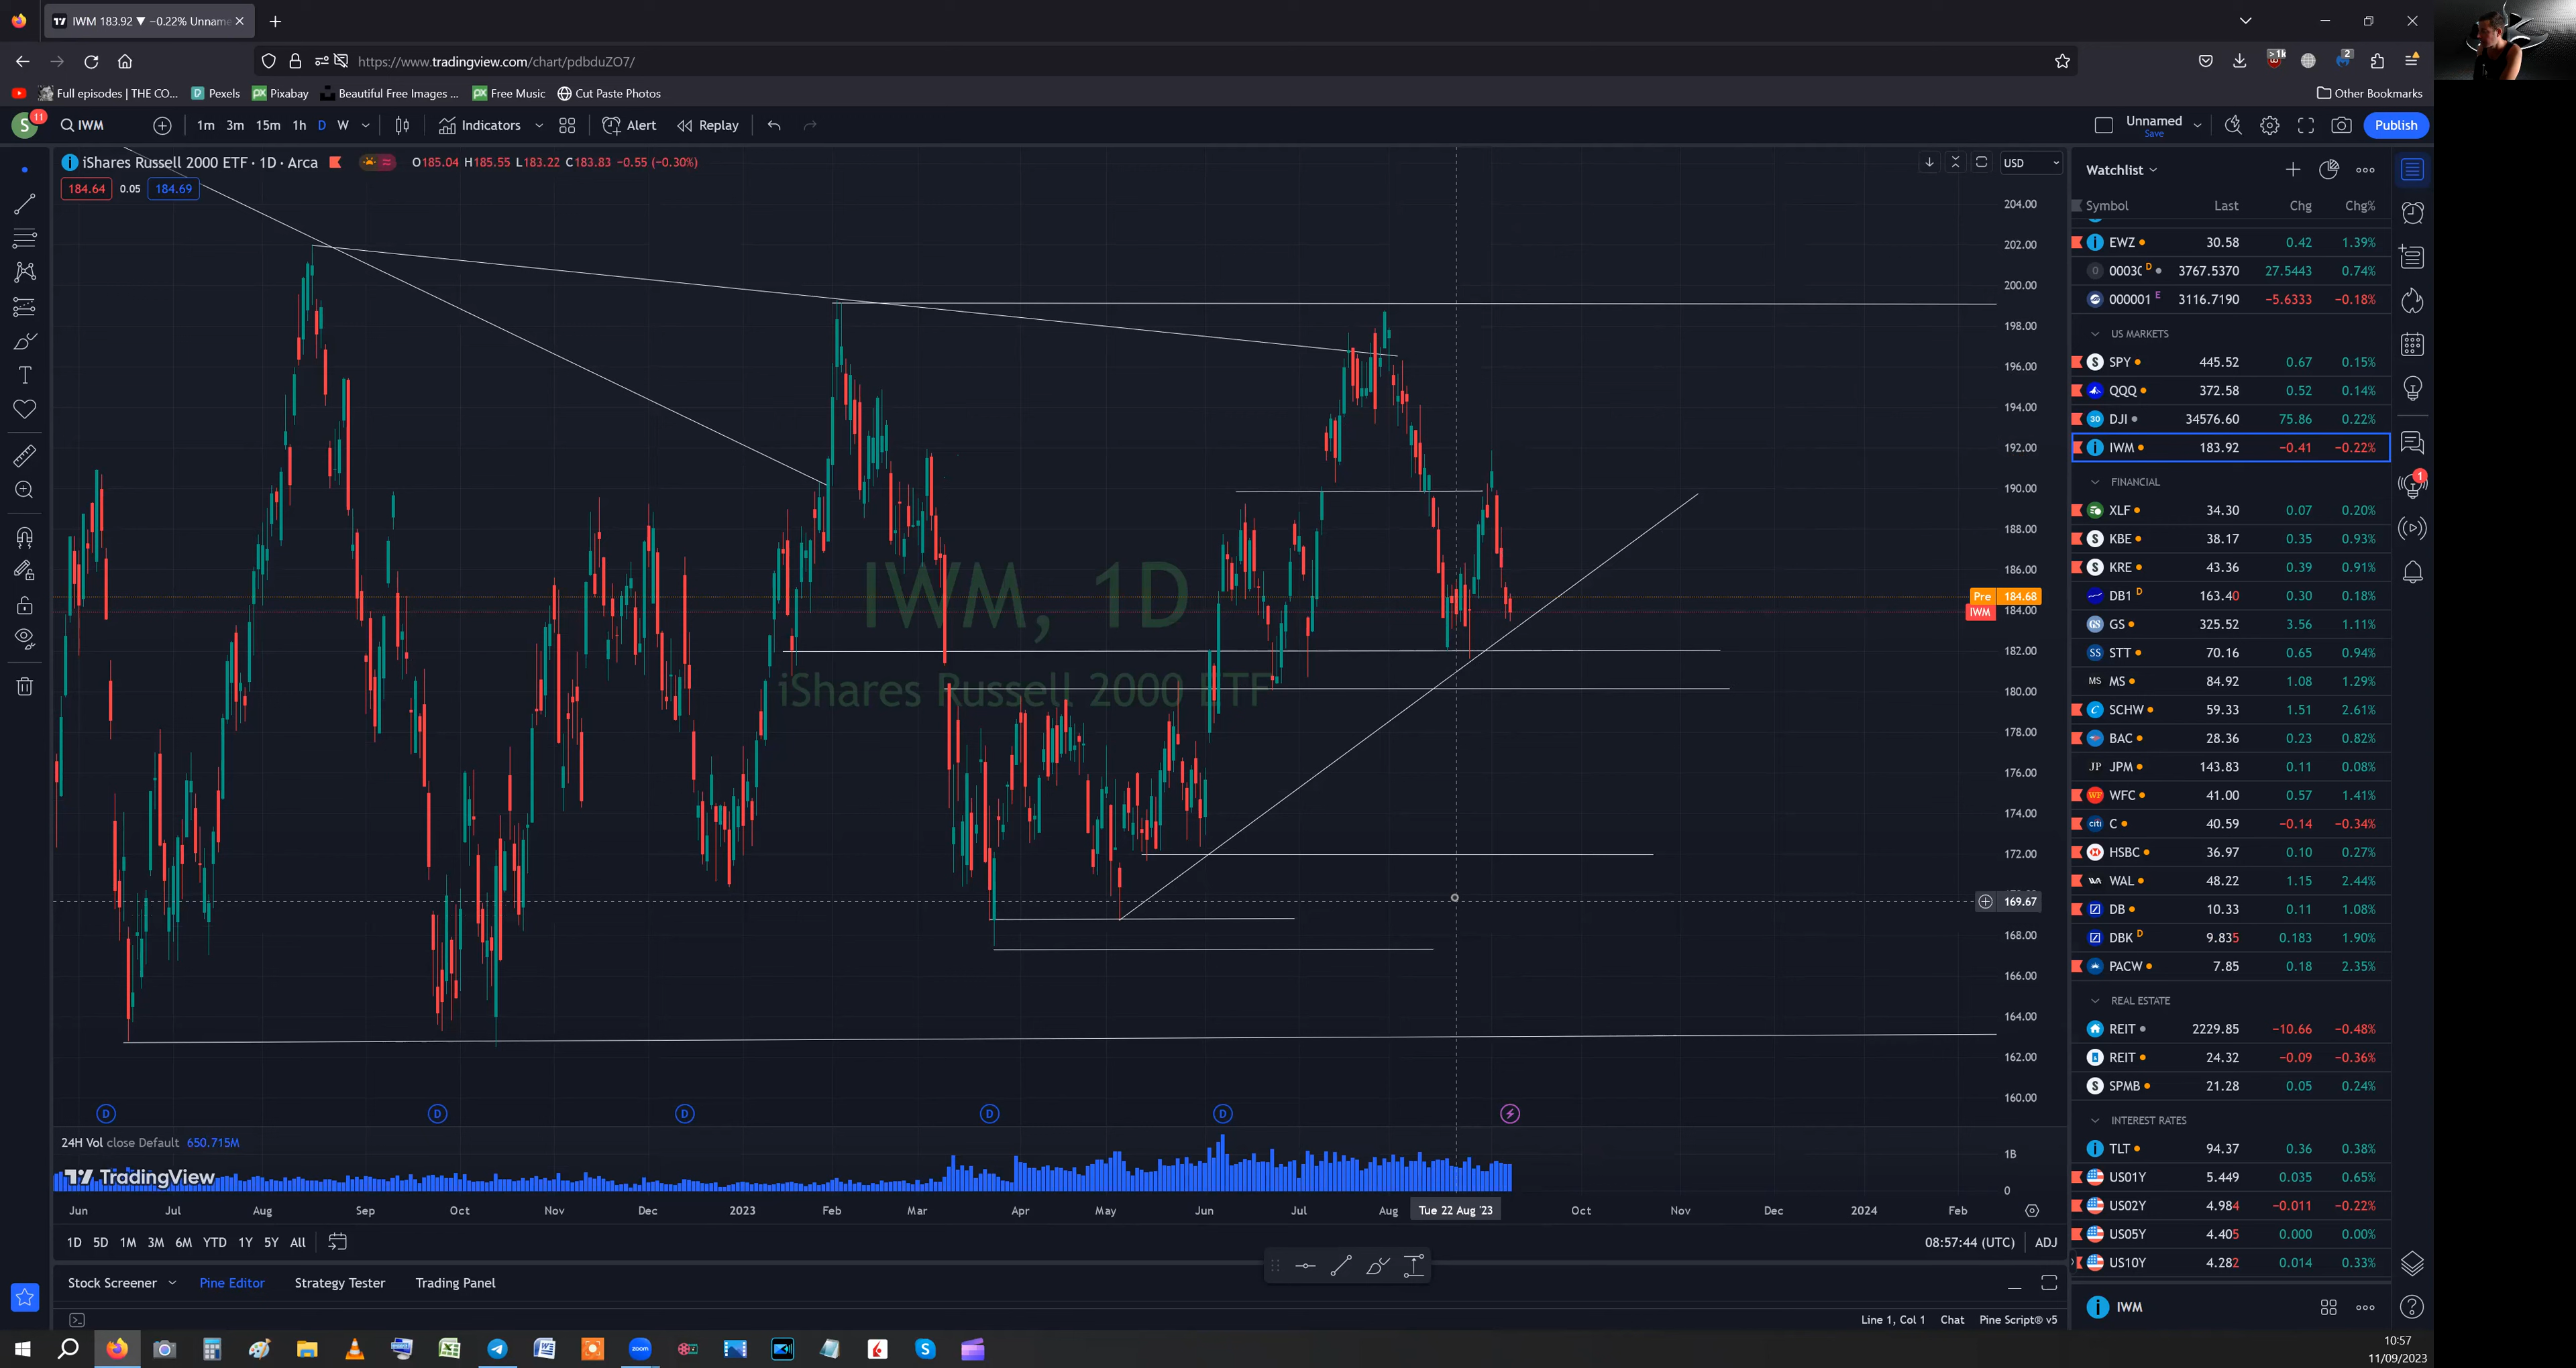 IWM 183.92 ▼ −0.22% Unname
https://www.tradingview.com/chart/pdbduZO7/
>1k
2
Full episodes | THE CO...
Pexels
Pixabay
Beautiful Free Images ...
Free Music
Cut Paste Photos
Other Bookmarks
S
11
IWM
1m 3m 15m 1h D W
Indicators
Alert
Replay
Unnamed
Save
Publish
iShares Russell 2000 ETF · 1D · Arca
O185.04 H185.55 L183.22 C183.83 −0.55 (−0.30%)
USD
184.64 0.05 184.69
204.00
202.00
200.00
198.00
196.00
194.00
192.00
190.00
188.00
186.00
Pre 184.68
IWM 184.00
182.00
180.00
178.00
176.00
174.00
172.00
169.67
168.00
166.00
164.00
162.00
160.00
IWM, 1D
iShares Russell 2000 ETF
D D D D D
24H Vol close Default 650.715M
1B
0
TradingView
Jun Jul Aug Sep Oct Nov Dec 2023 Feb Mar Apr May Jun Jul Aug Tue 22 Aug '23 Oct Nov Dec 2024 Feb
1D 5D 1M 3M 6M YTD 1Y 5Y All
08:57:44 (UTC) ADJ
Stock Screener Pine Editor Strategy Tester Trading Panel
Line 1, Col 1 Chat Pine Script® v5
Watchlist
Symbol Last Chg Chg%
EWZ 30.58 0.42 1.39%
0003( D 3767.5370 27.5443 0.74%
000001 E 3116.7190 −5.6333 −0.18%
US MARKETS
SPY 445.52 0.67 0.15%
QQQ 372.58 0.52 0.14%
DJI 34576.60 75.86 0.22%
IWM 183.92 −0.41 −0.22%
FINANCIAL
XLF 34.30 0.07 0.20%
KBE 38.17 0.35 0.93%
KRE 43.36 0.39 0.91%
DB1 D 163.40 0.30 0.18%
GS 325.52 3.56 1.11%
STT 70.16 0.65 0.94%
MS 84.92 1.08 1.29%
SCHW 59.33 1.51 2.61%
BAC 28.36 0.23 0.82%
JPM 143.83 0.11 0.08%
WFC 41.00 0.57 1.41%
C 40.59 −0.14 −0.34%
HSBC 36.97 0.10 0.27%
WAL 48.22 1.15 2.44%
DB 10.33 0.11 1.08%
DBK D 9.835 0.183 1.90%
PACW 7.85 0.18 2.35%
REAL ESTATE
REIT 2229.85 −10.66 −0.48%
REIT 24.32 −0.09 −0.36%
SPMB 21.28 0.05 0.24%
INTEREST RATES
TLT 94.37 0.36 0.38%
US01Y 5.449 0.035 0.65%
US02Y 4.984 −0.011 −0.22%
US05Y 4.405 0.000 0.00%
US10Y 4.282 0.014 0.33%
IWM
1
zoom
10:57
11/09/2023